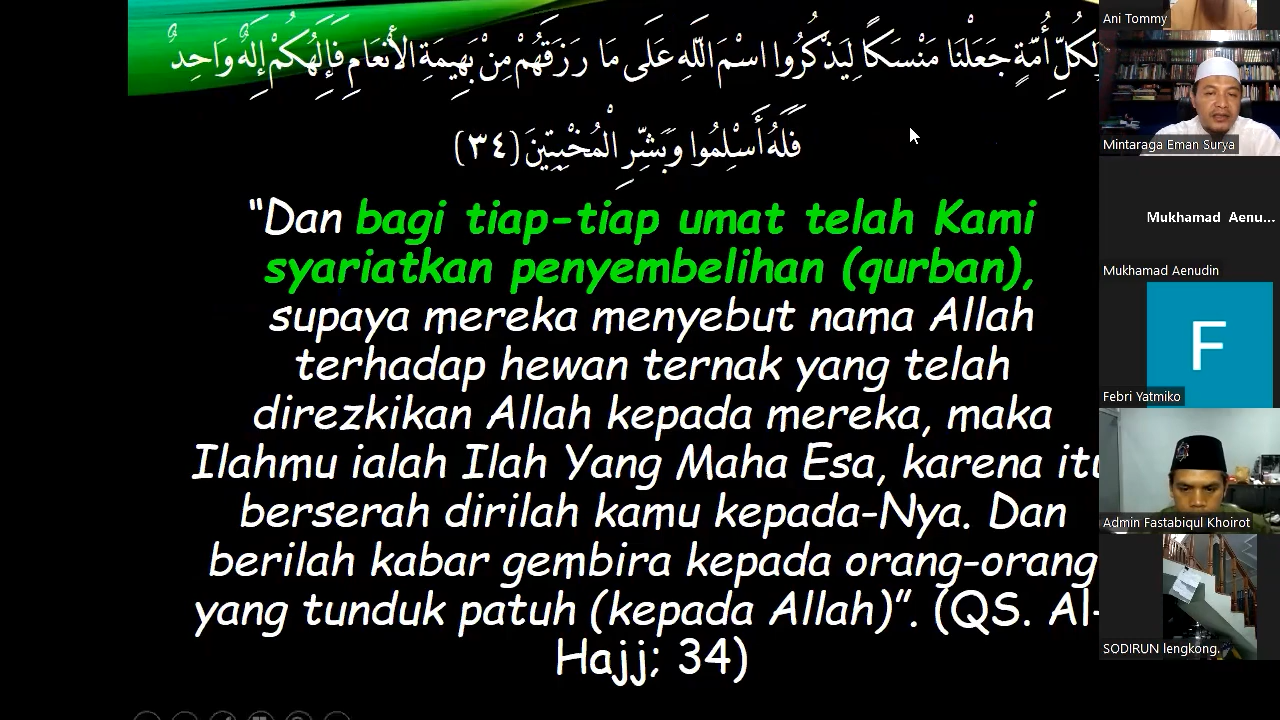 لِكُلِّ أُمَّةٍ جَعَلْنَا مَنْسَكًا لِيَذْكُرُوا اسْمَ اللَّهِ عَلَى مَا رَزَقَهُمْ مِنْ بَهِيمَةِ الأنْعَامِ فَإِلَهُكُمْ إِلَهٌ وَاحِدٌ
فَلَهُ أَسْلِمُوا وَبَشِّرِ الْمُخْبِتِينَ (٣٤)
"Dan bagi tiap-tiap umat telah Kami
syariatkan penyembelihan (qurban),
supaya mereka menyebut nama Allah
terhadap hewan ternak yang telah
direzkikan Allah kepada mereka, maka
Ilahmu ialah Ilah Yang Maha Esa, karena itu
berserah dirilah kamu kepada-Nya. Dan
berilah kabar gembira kepada orang-orang
yang tunduk patuh (kepada Allah)". (QS. Al-
Hajj; 34)
Ani Tommy
Mintaraga Eman Surya
Mukhamad Aenu...
Mukhamad Aenudin
F
Febri Yatmiko
Admin Fastabiqul Khoirot
SODIRUN lengkong.